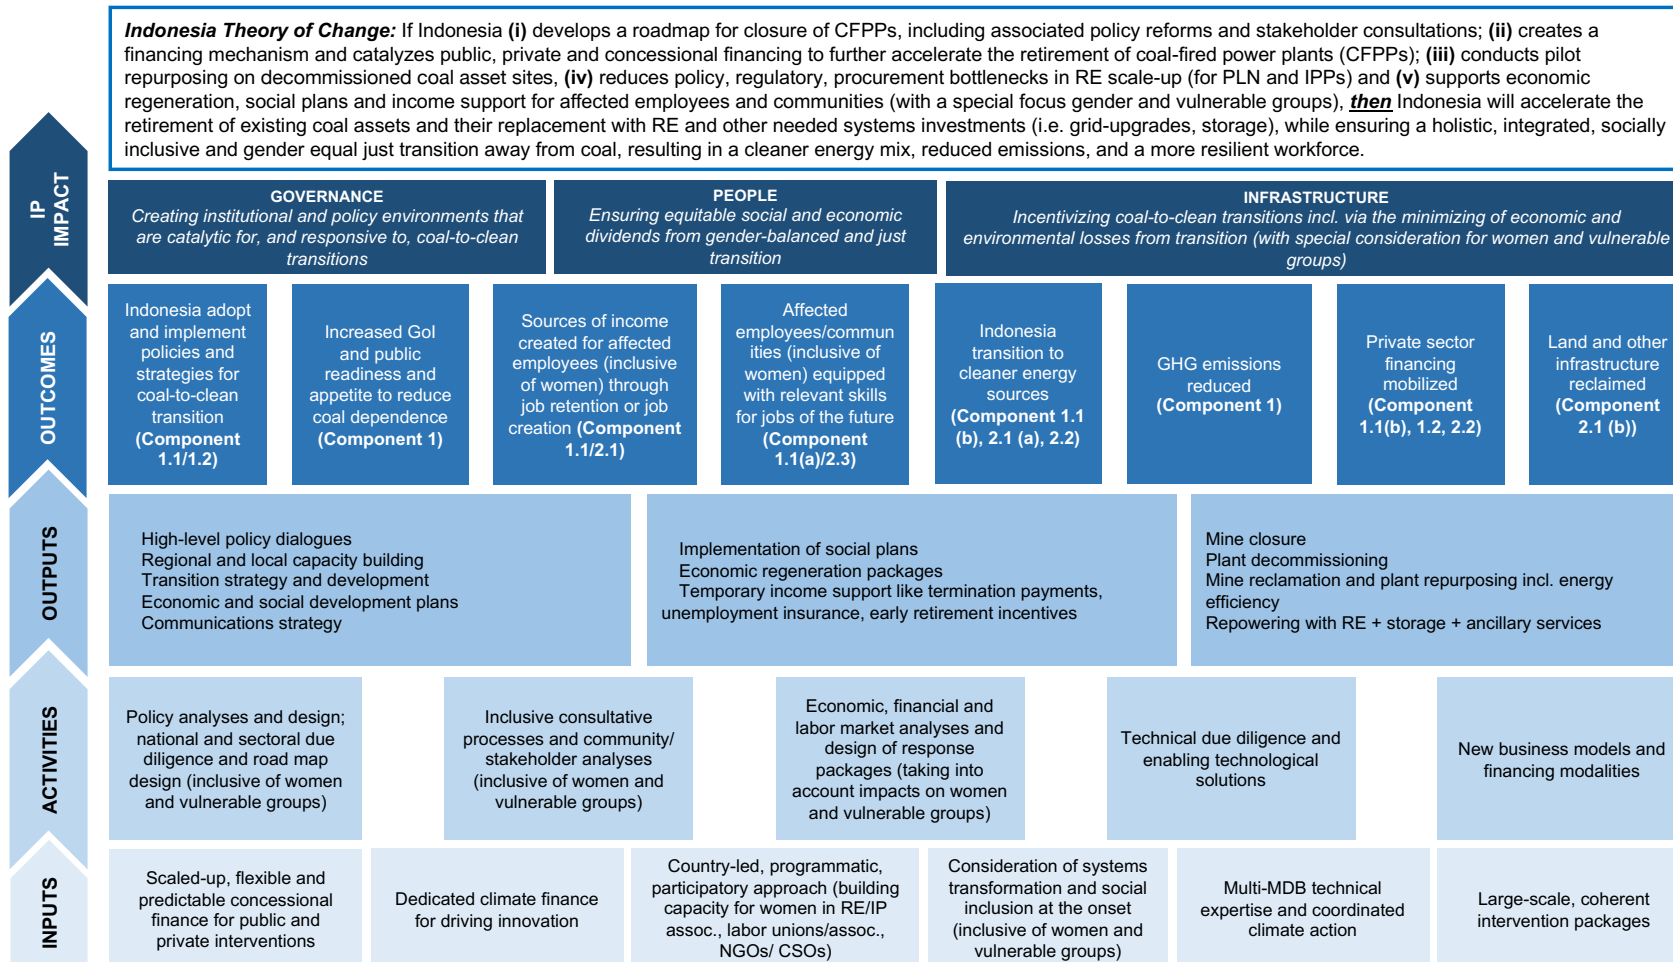 Indonesia Theory of Change: If Indonesia (i) develops a roadmap for closure of CFPPs, including associated policy reforms and stakeholder consultations; (ii) creates a
financing mechanism and catalyzes public, private and concessional financing to further accelerate the retirement of coal-fired power plants (CFPPs); (iii) conducts pilot
repurposing on decommissioned coal asset sites, (iv) reduces policy, regulatory, procurement bottlenecks in RE scale-up (for PLN and IPPs) and (v) supports economic
regeneration, social plans and income support for affected employees and communities (with a special focus gender and vulnerable groups), then Indonesia will accelerate the
retirement of existing coal assets and their replacement with RE and other needed systems investments (i.e. grid-upgrades, storage), while ensuring a holistic, integrated, socially
inclusive and gender equal just transition away from coal, resulting in a cleaner energy mix, reduced emissions, and a more resilient workforce.
IP
IMPACT
GOVERNANCE
Creating institutional and policy environments that
are catalytic for, and responsive to, coal-to-clean
transitions
PEOPLE
Ensuring equitable social and economic
dividends from gender-balanced and just
transition
INFRASTRUCTURE
Incentivizing coal-to-clean transitions incl. via the minimizing of economic and
environmental losses from transition (with special consideration for women and vulnerable
groups)
OUTCOMES
Indonesia adopt
and implement
policies and
strategies for
coal-to-clean
transition
(Component
1.1/1.2)
Increased GoI
and public
readiness and
appetite to reduce
coal dependence
(Component 1)
Sources of income
created for affected
employees (inclusive
of women) through
job retention or job
creation (Component
1.1/2.1)
Affected
employees/commun
ities (inclusive of
women) equipped
with relevant skills
for jobs of the future
(Component
1.1(a)/2.3)
Indonesia
transition to
cleaner energy
sources
(Component 1.1
(b), 2.1 (a), 2.2)
GHG emissions
reduced
(Component 1)
Private sector
financing
mobilized
(Component
1.1(b), 1.2, 2.2)
Land and other
infrastructure
reclaimed
(Component
2.1 (b))
OUTPUTS
High-level policy dialogues
Regional and local capacity building
Transition strategy and development
Economic and social development plans
Communications strategy
Implementation of social plans
Economic regeneration packages
Temporary income support like termination payments,
unemployment insurance, early retirement incentives
Mine closure
Plant decommissioning
Mine reclamation and plant repurposing incl. energy
efficiency
Repowering with RE + storage + ancillary services
ACTIVITIES
Policy analyses and design;
national and sectoral due
diligence and road map
design (inclusive of women
and vulnerable groups)
Inclusive consultative
processes and community/
stakeholder analyses
(inclusive of women and
vulnerable groups)
Economic, financial and
labor market analyses and
design of response
packages (taking into
account impacts on women
and vulnerable groups)
Technical due diligence and
enabling technological
solutions
New business models and
financing modalities
INPUTS
Scaled-up, flexible and
predictable concessional
finance for public and
private interventions
Dedicated climate finance
for driving innovation
Country-led, programmatic,
participatory approach (building
capacity for women in RE/IP
assoc., labor unions/assoc.,
NGOs/ CSOs)
Consideration of systems
transformation and social
inclusion at the onset
(inclusive of women and
vulnerable groups)
Multi-MDB technical
expertise and coordinated
climate action
Large-scale, coherent
intervention packages